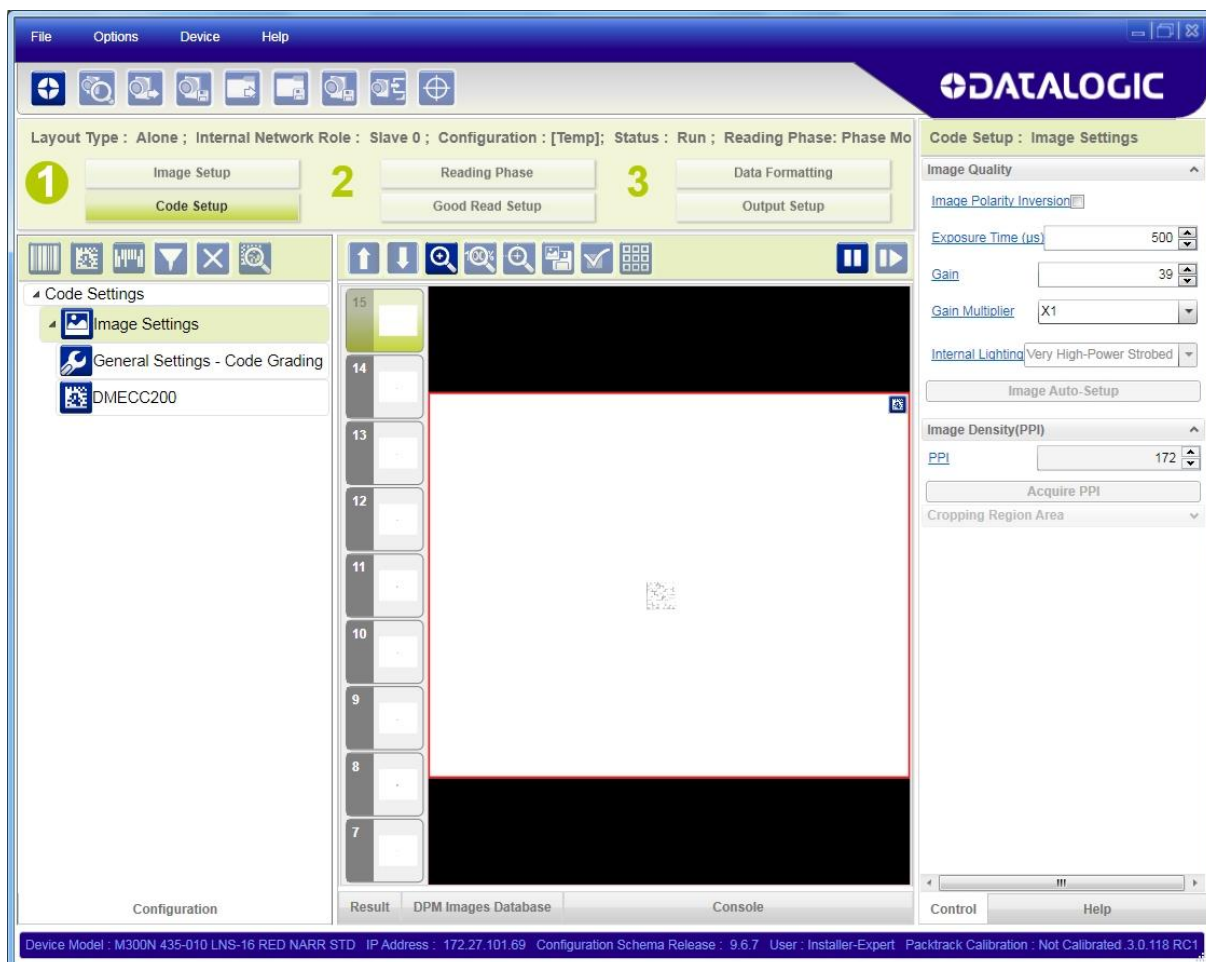 File Options Device Help
DATALOGIC
Layout Type : Alone ; Internal Network Role : Slave 0 ; Configuration : [Temp]; Status : Run ; Reading Phase: Phase Mo
1
Image Setup
Code Setup
2
Reading Phase
Good Read Setup
3
Data Formatting
Output Setup
Code Settings
Image Settings
General Settings - Code Grading
DMECC200
Configuration
100%
15
14
13
12
11
10
9
8
7
Result DPM Images Database Console
Code Setup : Image Settings
Image Quality
Image Polarity Inversion
Exposure Time (µs) 500
Gain 39
Gain Multiplier X1
Internal Lighting Very High-Power Strobed
Image Auto-Setup
Image Density(PPI)
PPI 172
Acquire PPI
Cropping Region Area
Control Help
Device Model : M300N 435-010 LNS-16 RED NARR STD IP Address : 172.27.101.69 Configuration Schema Release : 9.6.7 User : Installer-Expert Packtrack Calibration : Not Calibrated .3.0.118 RC1